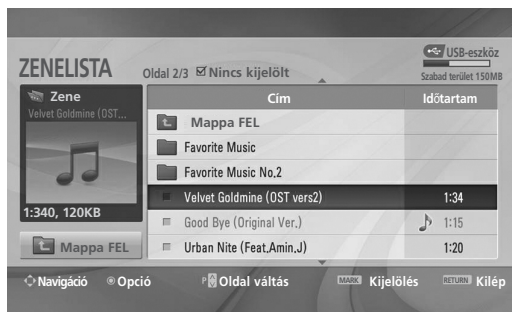 ZENELISTA
Oldal 2/3 Nincs kijelölt
USB-eszköz
Szabad terület 150MB
Zene
Velvet Goldmine (OST...
1:340, 120KB
Mappa FEL
Cím Időtartam
Mappa FEL
Favorite Music
Favorite Music No.2
Velvet Goldmine (OST vers2) 1:34
Good Bye (Original Ver.) 1:15
Urban Nite (Feat.Amin.J) 1:20
Navigáció Opció P Oldal váltás MARK Kijelölés RETURN Kilép